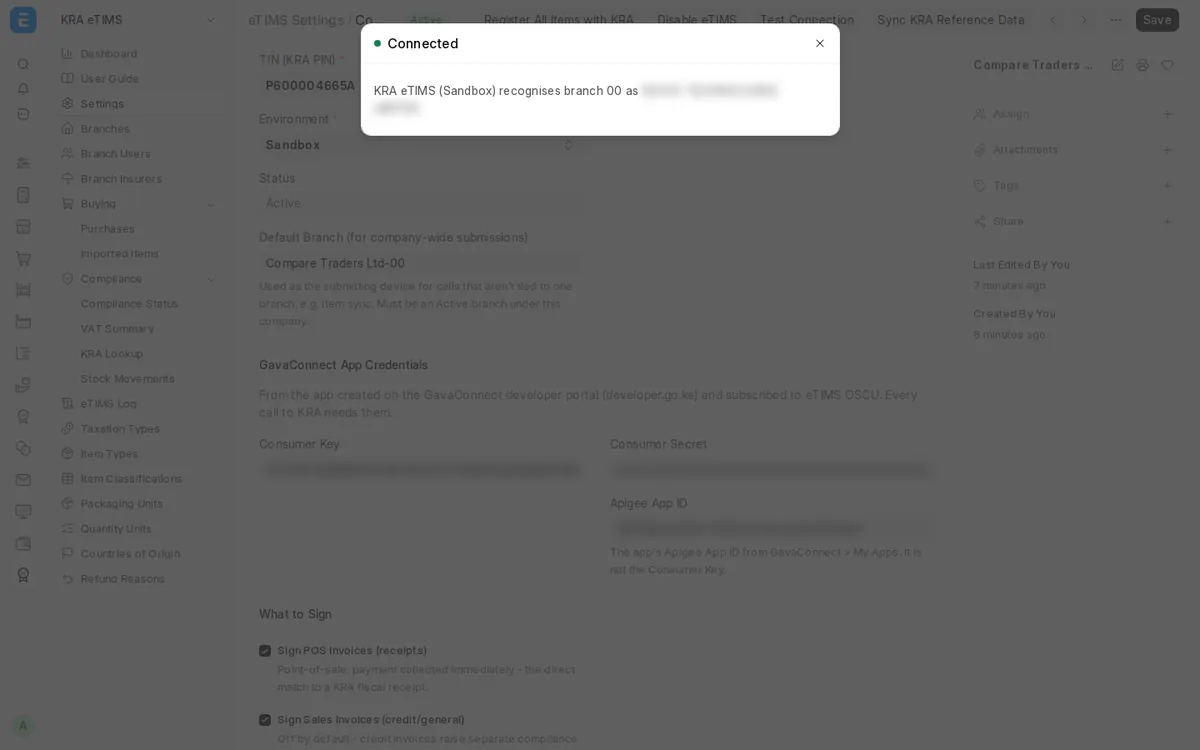 KRA eTIMS
eTIMS Settings / Co
Active
Register All Items with KRA
Disable eTIMS
Test Connection
Sync KRA Reference Data
Save
Connected
KRA eTIMS (Sandbox) recognises branch 00 as
Dashboard
User Guide
Settings
Branches
Branch Users
Branch Insurers
Buying
Purchases
Imported Items
Compliance
Compliance Status
VAT Summary
KRA Lookup
Stock Movements
eTIMS Log
Taxation Types
Item Types
Item Classifications
Packaging Units
Quantity Units
Countries of Origin
Refund Reasons
A
TIN (KRA PIN) *
P600004665A
Environment
Sandbox
Status
Active
Default Branch (for company-wide submissions)
Compare Traders Ltd-00
Used as the submitting device for calls that aren't tied to one
branch, e.g. item sync. Must be an Active branch under this
company.
GavaConnect App Credentials
From the app created on the GavaConnect developer portal (developer.go.ke) and subscribed to eTIMS OSCU. Every
call to KRA needs them.
Consumer Key
Consumer Secret
Apigee App ID
The app's Apigee App ID from GavaConnect > My Apps. It is
not the Consumer Key.
What to Sign
Sign POS Invoices (receipts)
Point-of-sale, payment collected immediately - the direct
match to a KRA fiscal receipt.
Sign Sales Invoices (credit/general)
Off by default - credit invoices raise separate compliance
Compare Traders ...
Assign
Attachments
Tags
Share
Last Edited By You
7 minutes ago
Created By You
8 minutes ago